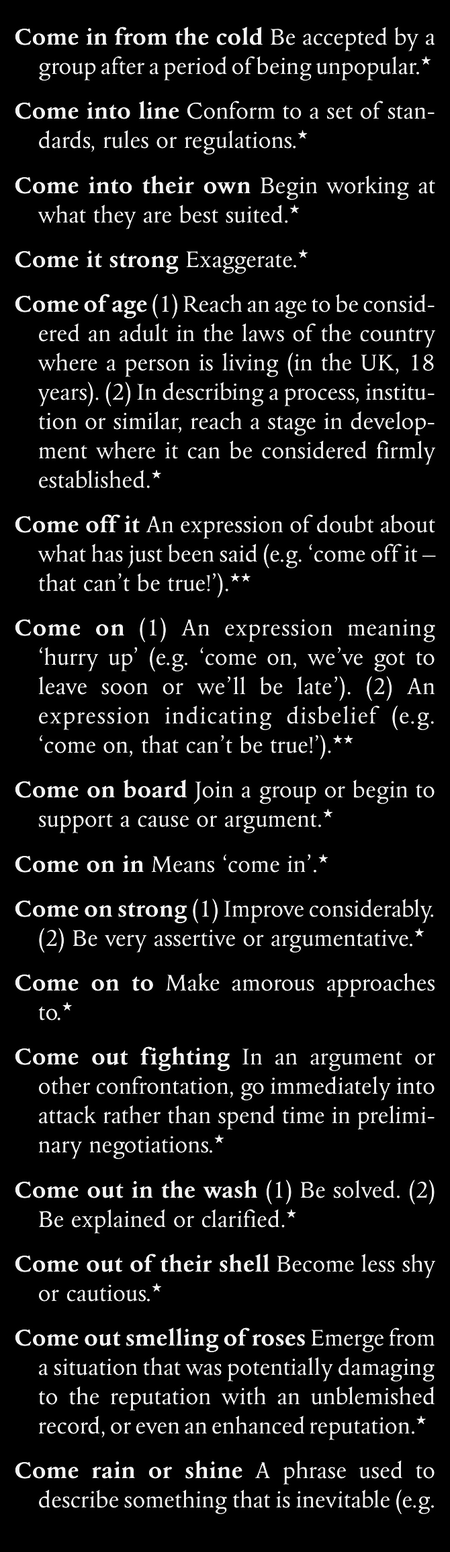 Come in from the cold Be accepted by a
group after a period of being unpopular.★
Come into line Conform to a set of stan-
dards, rules or regulations.★
Come into their own Begin working at
what they are best suited.★
Come it strong Exaggerate.★
Come of age (1) Reach an age to be consid-
ered an adult in the laws of the country
where a person is living (in the UK, 18
years). (2) In describing a process, institu-
tion or similar, reach a stage in develop-
ment where it can be considered firmly
established.★
Come off it An expression of doubt about
what has just been said (e.g. ‘come off it –
that can’t be true!’).★★
Come on (1) An expression meaning
‘hurry up’ (e.g. ‘come on, we’ve got to
leave soon or we’ll be late’). (2) An
expression indicating disbelief (e.g.
‘come on, that can’t be true!’).★★
Come on board Join a group or begin to
support a cause or argument.★
Come on in Means ‘come in’.★
Come on strong (1) Improve considerably.
(2) Be very assertive or argumentative.★
Come on to Make amorous approaches
to.★
Come out fighting In an argument or
other confrontation, go immediately into
attack rather than spend time in prelimi-
nary negotiations.★
Come out in the wash (1) Be solved. (2)
Be explained or clarified.★
Come out of their shell Become less shy
or cautious.★
Come out smelling of roses Emerge from
a situation that was potentially damaging
to the reputation with an unblemished
record, or even an enhanced reputation.★
Come rain or shine A phrase used to
describe something that is inevitable (e.g.